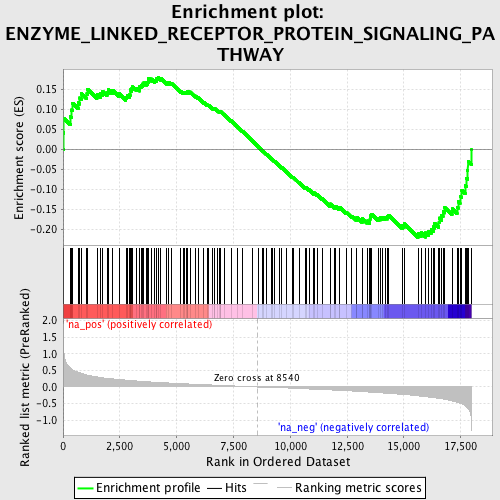 Enrichment plot:
ENZYME_LINKED_RECEPTOR_PROTEIN_SIGNALING_PA
THWAY
Enrichment score (ES)
0.15
0.10
0.05
0.00
-0.05
-0.10
-0.15
-0.20
'na_pos' (positively correlated)
Ranked list metric (PreRanked)
2.0
1.5
1.0
0.5
0.0
-0.5
-1.0
Zero cross at 8540
'na_neg' (negatively correlated)
0
2,500
5,000
7,500
10,000
12,500
15,000
17,500
Rank in Ordered Dataset
Enrichment profile
Hits
Ranking metric scores